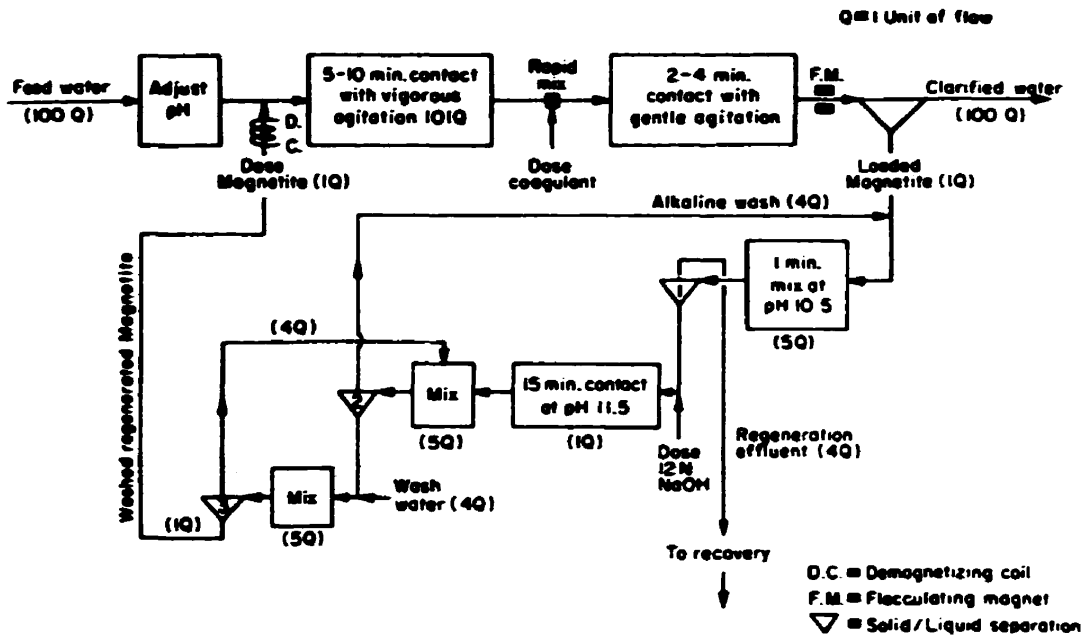 Q = 1 Unit of flow
Feed water
(100 Q)
Adjust
pH
D.
C.
Dose
Magnetite (1Q)
5-10 min. contact
with vigorous
agitation 101Q
Rapid
mix
Dose
coagulant
2-4 min.
contact with
gentle agitation
F.M.
Clarified water
(100 Q)
Loaded
Magnetite (1Q)
Alkaline wash (4Q)
1 min.
mix at
pH 10.5
(5Q)
1
Washed regenerated Magnetite
(4Q)
2
Mix
(5Q)
15 min. contact
at pH 11.5
(1Q)
Dose
12 N
NaOH
Regeneration
effluent (4Q)
3
(1Q)
Mix
(5Q)
Wash
water (4Q)
To recovery
D.C. = Demagnetizing coil
F.M = Flocculating magnet
= Solid/Liquid separation